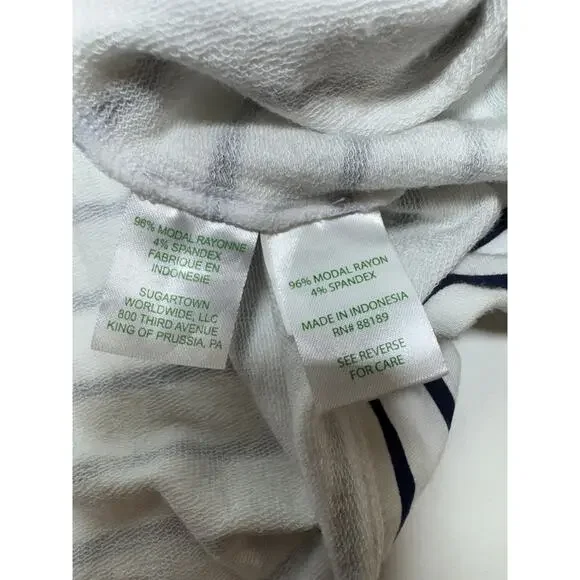 96% MODAL RAYONNE
4% SPANDEX
FABRIQUE EN
INDONESIE
SUGARTOWN
WORLDWIDE, LLC
800 THIRD AVENUE
KING OF PRUSSIA, PA
96% MODAL RAYON
4% SPANDEX
MADE IN INDONESIA
RN# 88189
SEE REVERSE
FOR CARE